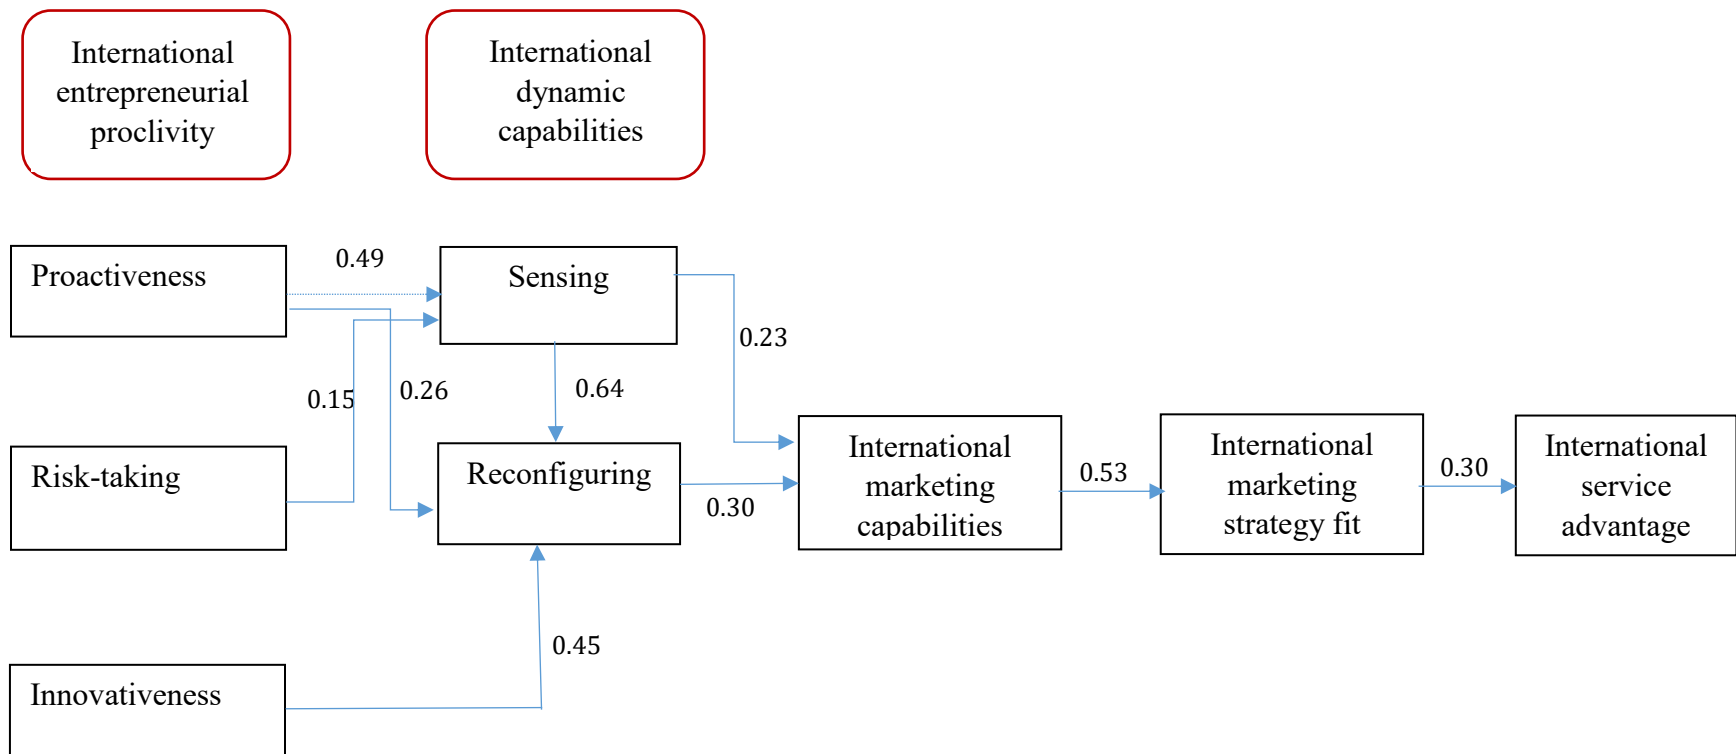 International
entrepreneurial
proclivity
International
dynamic
capabilities
Proactiveness
0.49
Sensing
0.23
0.15
0.26
0.64
Risk-taking
Reconfiguring
0.30
International
marketing
capabilities
0.53
International
marketing
strategy fit
0.30
International
service
advantage
0.45
Innovativeness